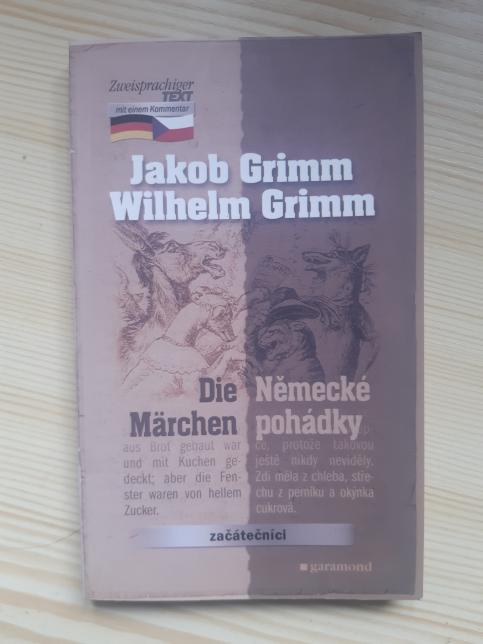 Zweisprachiger
TEXT
mit einem Kommentar
Jakob Grimm
Wilhelm Grimm
Die
Märchen
Německé
pohádky
aus Brot gebaut war
und mit Kuchen ge-
deckt; aber die Fen-
ster waren von hellem
Zucker.
protože takovou
ještě nikdy neviděly.
Zdi měla z chleba, stře-
chu z perníku a okýnka
cukrová.
začátečníci
garamond